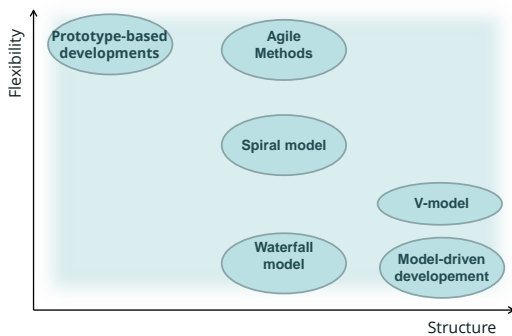 Flexibility
Prototype-based
developments
Agile
Methods
Spiral model
V-model
Waterfall
model
Model-driven
developement
Structure